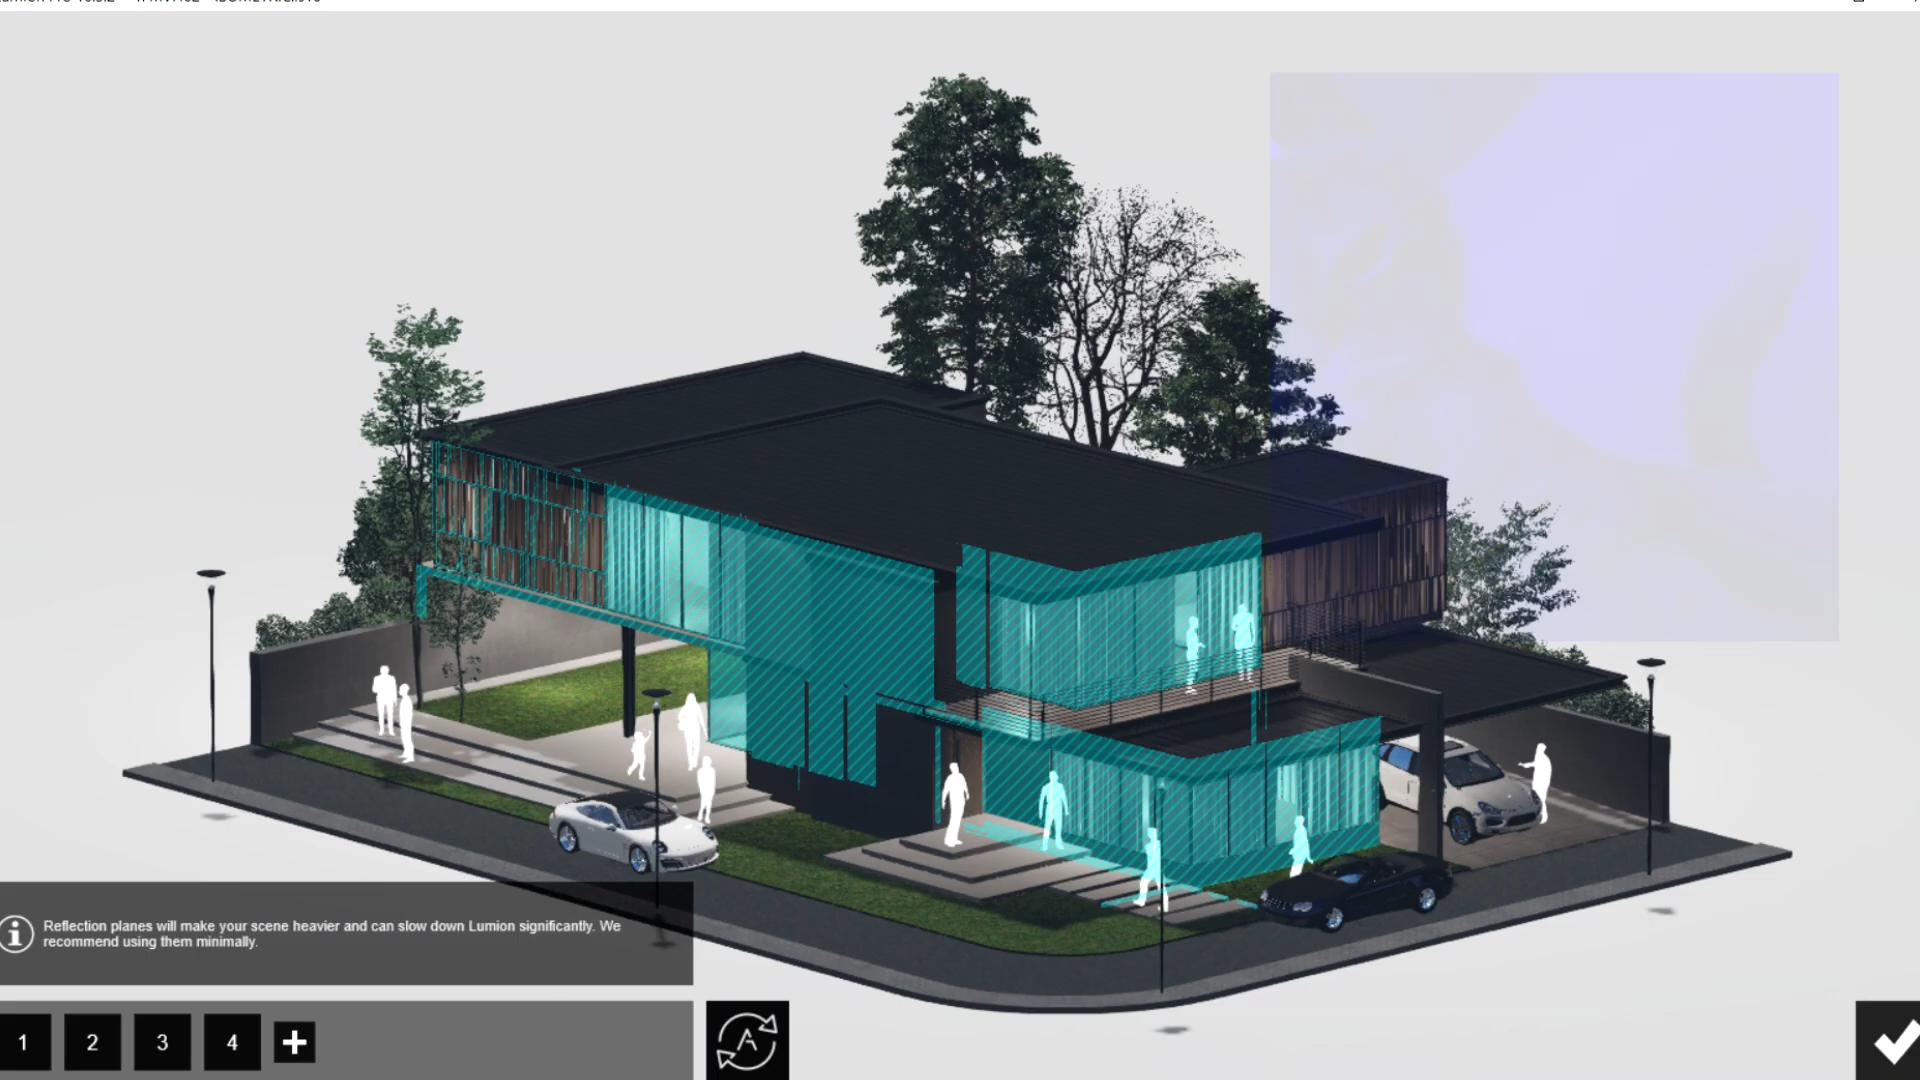 Reflection planes will make your scene heavier and can slow down Lumion significantly. We
recommend using them minimally.
1 2 3 4 +
A